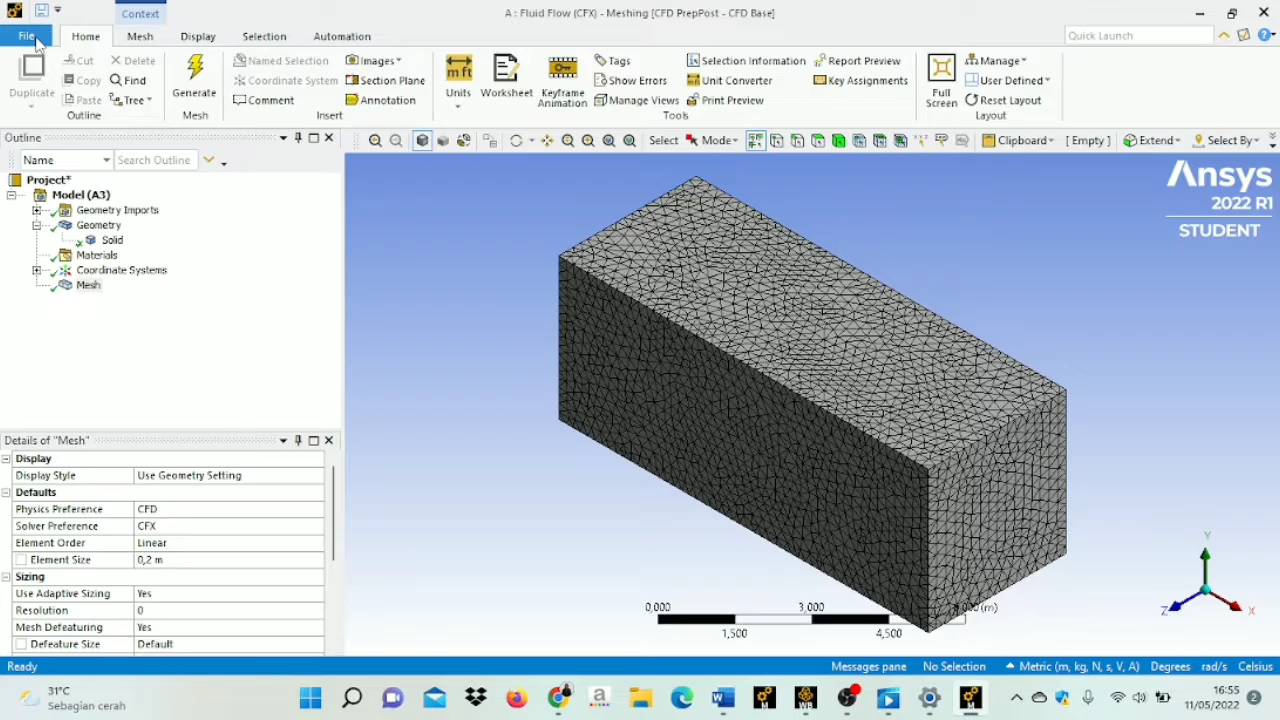 Context
A : Fluid Flow (CFX) - Meshing [CFD PrepPost - CFD Base]
File
Home
Mesh
Display
Selection
Automation
Quick Launch
Duplicate
Cut
Delete
Copy
Find
Paste
Tree
Outline
Generate
Mesh
Named Selection
Coordinate System
Comment
Images
Section Plane
Annotation
Insert
Units
Worksheet
Keyframe
Animation
Tags
Show Errors
Manage Views
Selection Information
Unit Converter
Print Preview
Report Preview
Key Assignments
Tools
Full
Screen
Manage
User Defined
Reset Layout
Layout
Outline
Select
Mode
Clipboard
[ Empty ]
Extend
Select By
Name
Search Outline
Project*
Model (A3)
Geometry Imports
Geometry
Solid
Materials
Coordinate Systems
Mesh
Ansys
2022 R1
STUDENT
Details of "Mesh"
Display
Display Style Use Geometry Setting
Defaults
Physics Preference CFD
Solver Preference CFX
Element Order Linear
Element Size 0,2 m
Sizing
Use Adaptive Sizing Yes
Resolution 0
Mesh Defeaturing Yes
Defeature Size Default
0,000
3,000
(m)
1,500
4,500
Y
Z
X
Ready
Messages pane
No Selection
Metric (m, kg, N, s, V, A)
Degrees
rad/s
Celsius
31°C
Sebagian cerah
16:55
11/05/2022